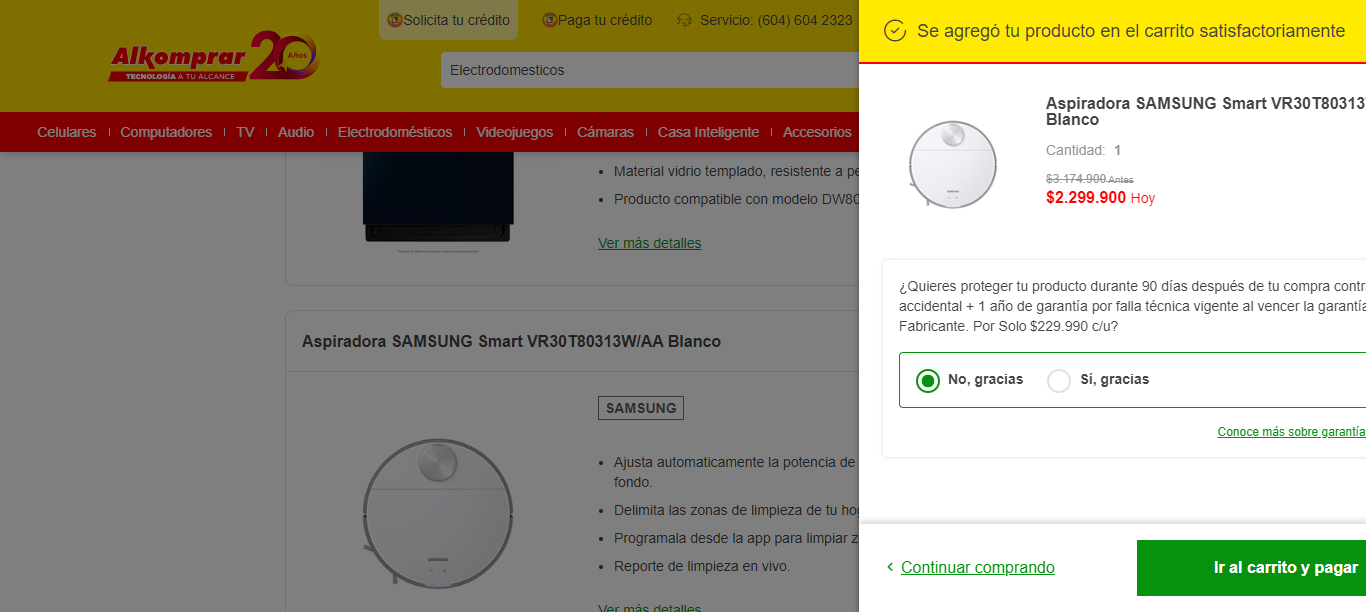 Solicita tu crédito
Paga tu crédito
Servicio: (604) 604 2323
Alkomprar 20 Años
TECNOLOGÍA A TU ALCANCE
Electrodomesticos
Celulares
Computadores
TV
Audio
Electrodomésticos
Videojuegos
Cámaras
Casa Inteligente
Accesorios
Material vidrio templado, resistente a
Producto compatible con modelo
Ver más detalles
Aspiradora SAMSUNG Smart VR30T80313W/AA Blanco
SAMSUNG
Ajusta automaticamente la potencia de
fondo.
Delimita las zonas de limpieza de tu
Programala desde la app para limpiar
Reporte de limpieza en vivo.
Ver más detalles
SAMSUNG
Se agregó tu producto en el carrito satisfactoriamente
Aspiradora SAMSUNG Smart VR30T80313
Blanco
SAMSUNG
Cantidad: 1
$3.174.900 Antes
$2.299.900 Hoy
¿Quieres proteger tu producto durante 90 días después de tu compra contr
accidental + 1 año de garantía por falla técnica vigente al vencer la garantía
Fabricante. Por Solo $229.990 c/u?
No, gracias
Sí, gracias
Conoce más sobre garantía
Continuar comprando
Ir al carrito y pagar